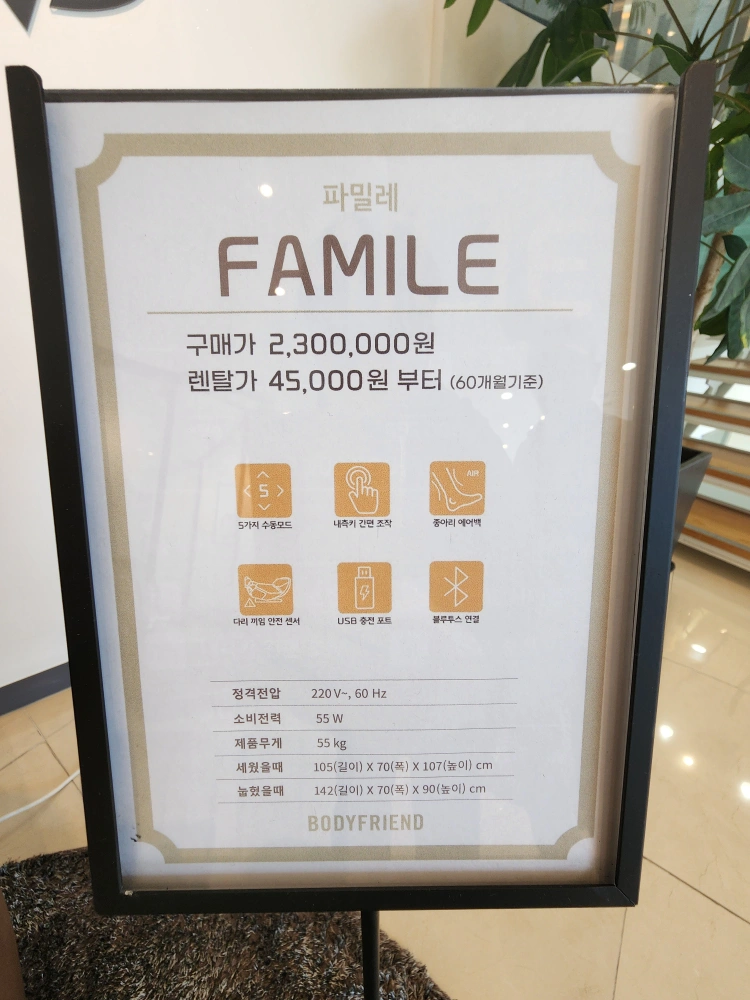 파밀레
FAMILE
구매가 2,300,000원
렌탈가 45,000원 부터 (60개월기준)
5
AIR
5가지 수동모드 내측키 간편 조작 종아리 에어백
다리 끼임 안전 센서 USB 충전 포트 블루투스 연결
정격전압 220 V~, 60 Hz
소비전력 55 W
제품무게 55 kg
세웠을때 105(길이) X 70(폭) X 107(높이) cm
눕혔을때 142(길이) X 70(폭) X 90(높이) cm
BODYFRIEND